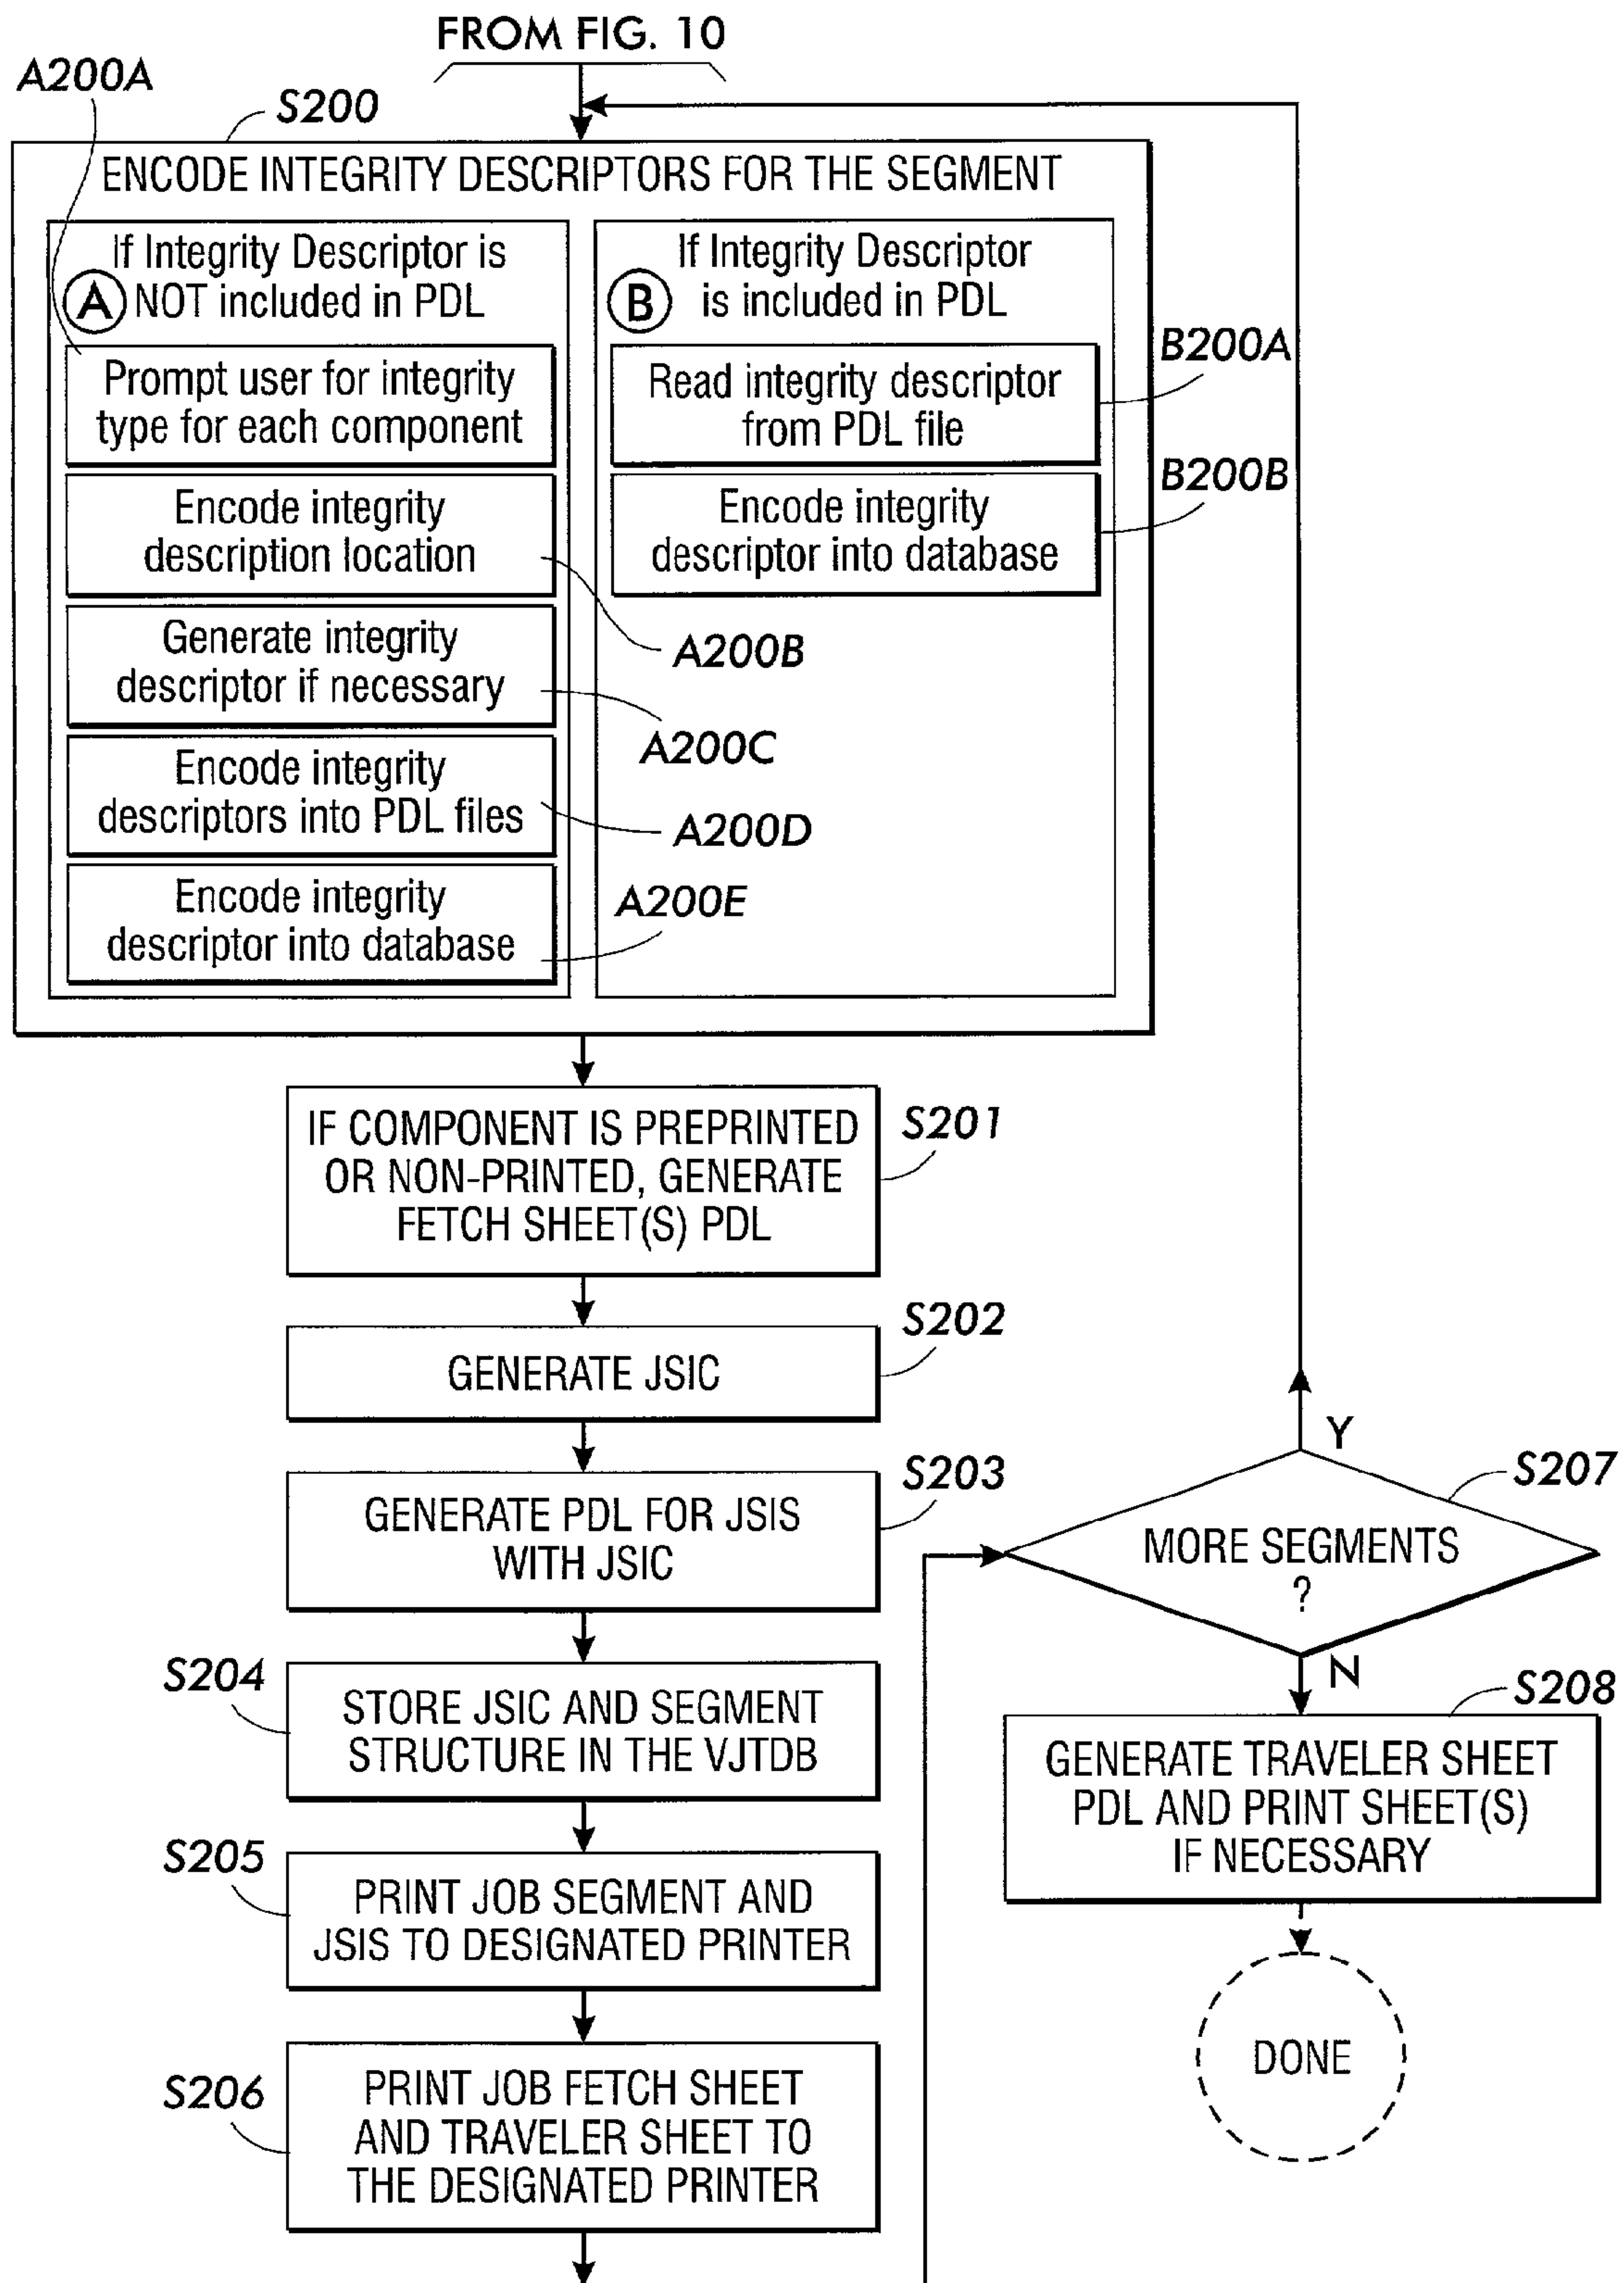 FROM FIG. 10
A200A
S200
ENCODE INTEGRITY DESCRIPTORS FOR THE SEGMENT
If Integrity Descriptor is
A NOT included in PDL
Prompt user for integrity
type for each component
Encode integrity
description location
A200B
Generate integrity
descriptor if necessary
A200C
Encode integrity
descriptors into PDL files
A200D
Encode integrity
descriptor into database
A200E
If Integrity Descriptor
B is included in PDL
Read integrity descriptor
from PDL file
B200A
Encode integrity
descriptor into database
B200B
IF COMPONENT IS PREPRINTED
OR NON-PRINTED, GENERATE
FETCH SHEET(S) PDL
S201
GENERATE JSIC
S202
GENERATE PDL FOR JSIS
WITH JSIC
S203
S204
STORE JSIC AND SEGMENT
STRUCTURE IN THE VJTDB
S205
PRINT JOB SEGMENT AND
JSIS TO DESIGNATED PRINTER
S206
PRINT JOB FETCH SHEET
AND TRAVELER SHEET TO
THE DESIGNATED PRINTER
Y
S207
MORE SEGMENTS
?
N
S208
GENERATE TRAVELER SHEET
PDL AND PRINT SHEET(S)
IF NECESSARY
DONE